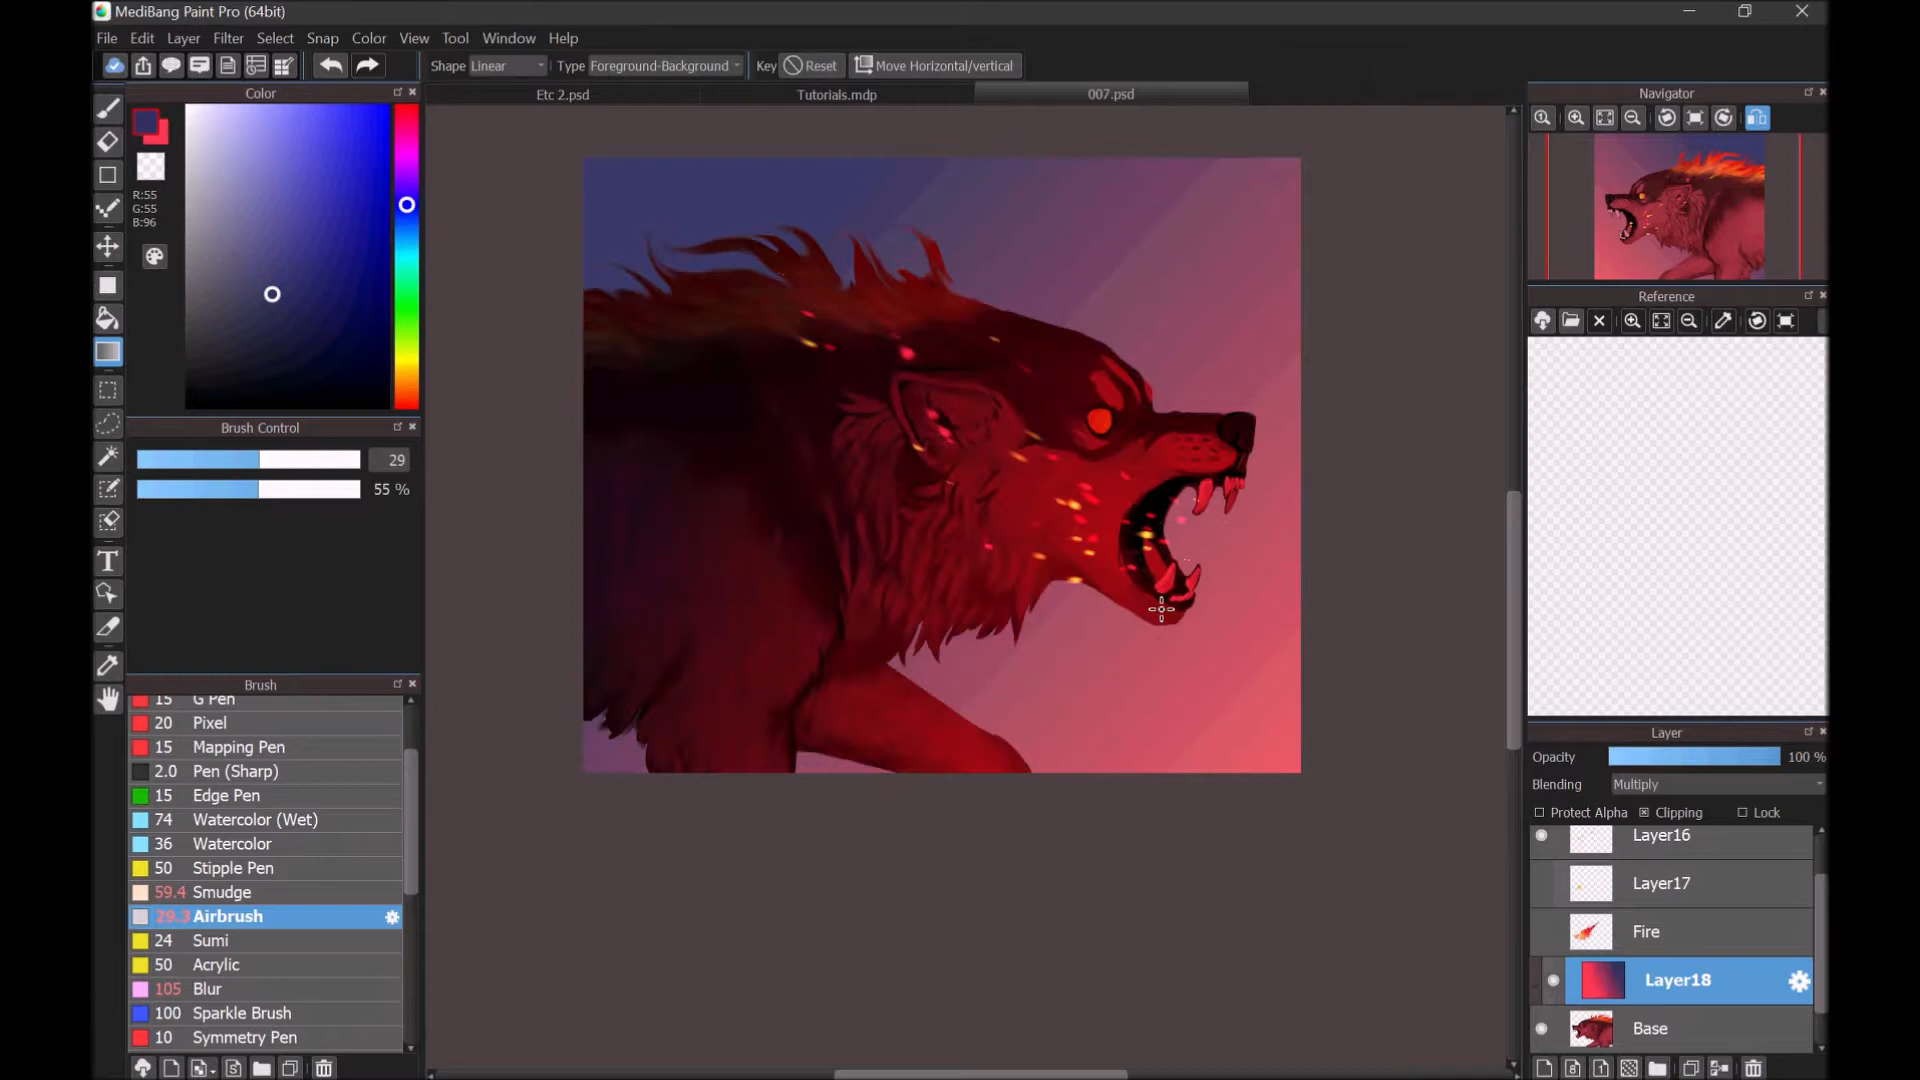 MediBang Paint Pro (64bit)
File Edit Layer Filter Select Snap Color View Tool Window Help
Shape Linear Type Foreground-Background Key Reset Move Horizontal/vertical
Color
Etc 2.psd Tutorials.mdp 007.psd
R:55
G:55
B:96
Brush Control
29
55 %
Brush
15 G Pen
20 Pixel
15 Mapping Pen
2.0 Pen (Sharp)
15 Edge Pen
74 Watercolor (Wet)
36 Watercolor
50 Stipple Pen
59.4 Smudge
29.3 Airbrush
24 Sumi
50 Acrylic
105 Blur
100 Sparkle Brush
10 Symmetry Pen
Navigator
Reference
Layer
Opacity 100 %
Blending Multiply
Protect Alpha Clipping Lock
Layer16
Layer17
Fire
Layer18
Base